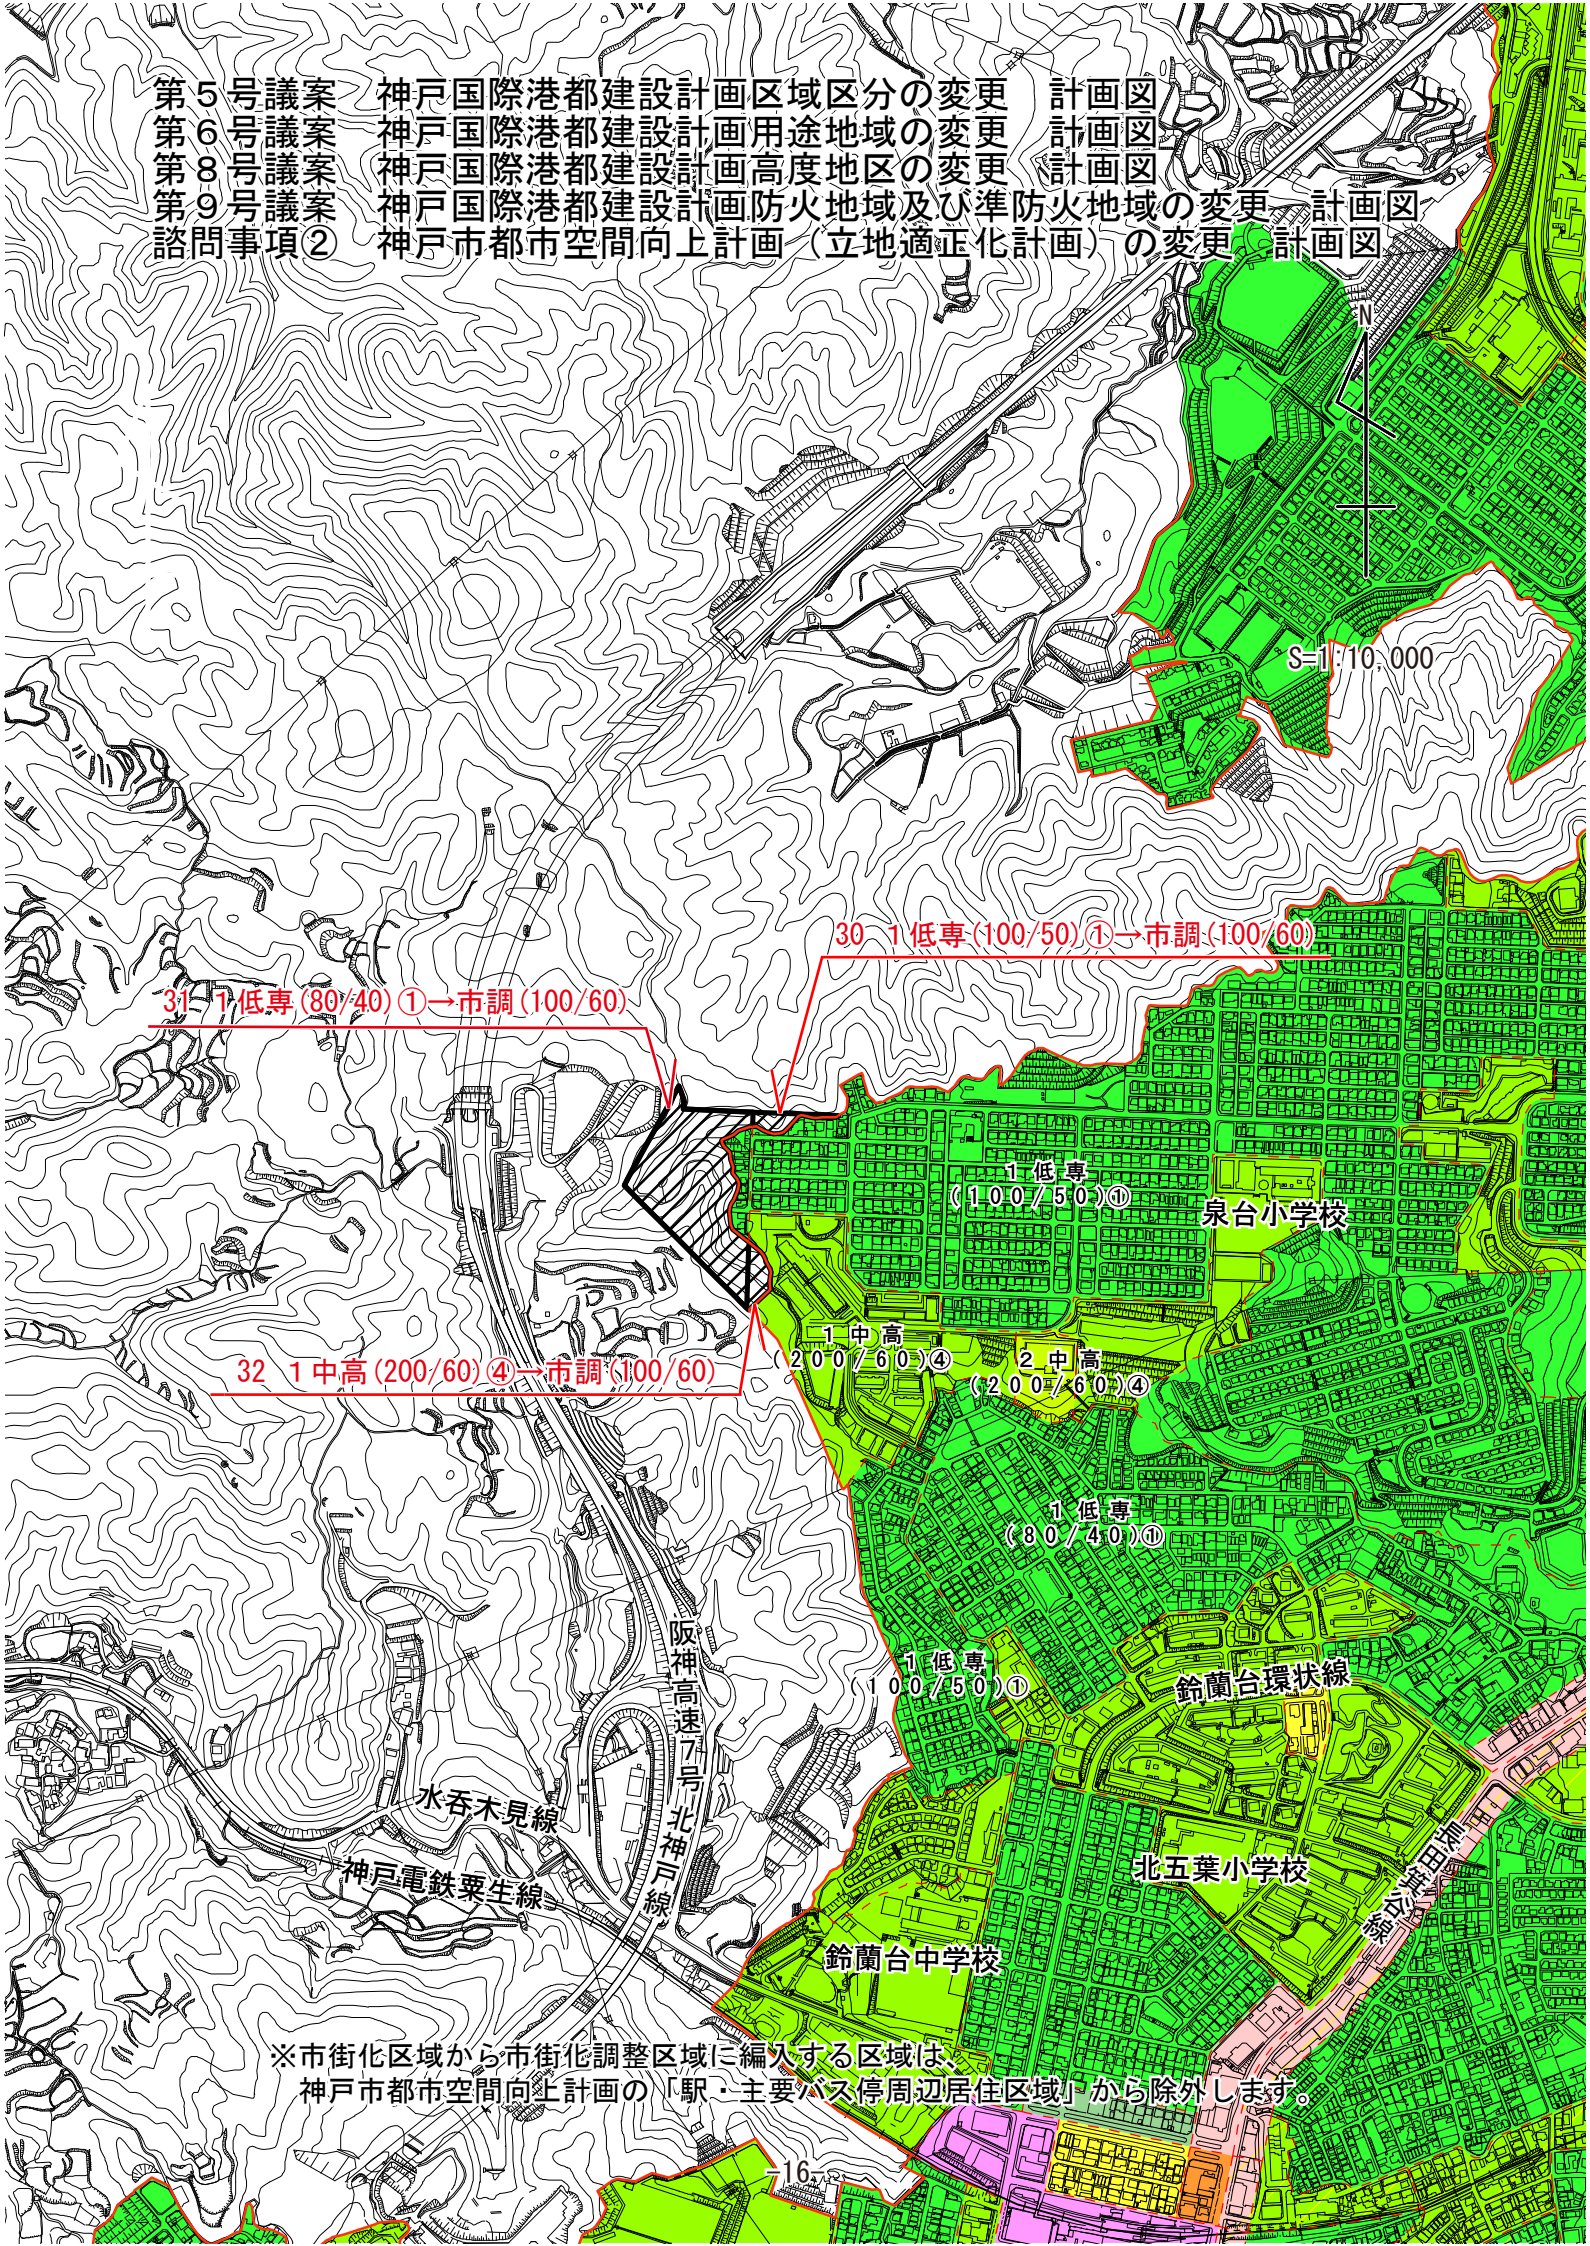 第5号議案　神戸国際港都建設計画区域区分の変更　計画図
第6号議案　神戸国際港都建設計画用途地域の変更　計画図
第8号議案　神戸国際港都建設計画高度地区の変更　計画図
第9号議案　神戸国際港都建設計画防火地域及び準防火地域の変更　計画図
諮問事項②　神戸市都市空間向上計画（立地適正化計画）の変更　計画図
N
S=1:10,000
30　1低専(100/50)①→市調(100/60)
31　1低専(80/40)①→市調(100/60)
1低専
(100/50)①
泉台小学校
1中高
(200/60)④
2中高
(200/60)④
32　1中高(200/60)④→市調(100/60)
1低専
(80/40)①
1低専
(100/50)①
鈴蘭台環状線
阪神高速7号北神戸線
水呑木見線
神戸電鉄粟生線
長田箕谷線
北五葉小学校
鈴蘭台中学校
※市街化区域から市街化調整区域に編入する区域は、
神戸市都市空間向上計画の「駅・主要バス停周辺居住区域」から除外します。
-16-